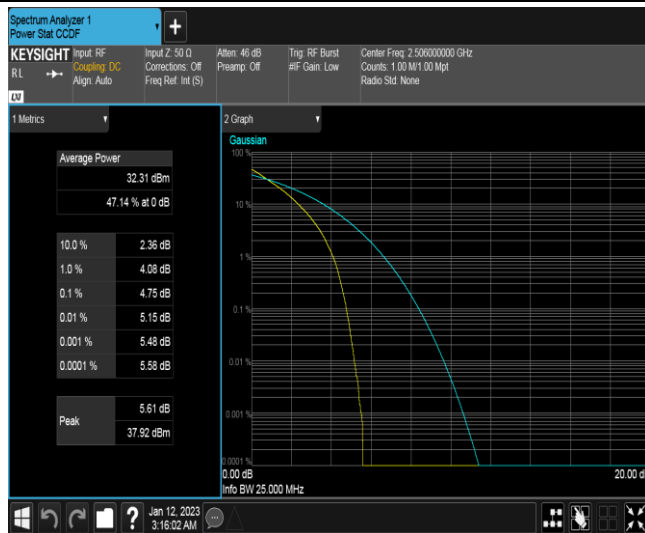 Spectrum Analyzer 1
Power Stat CCDF
+
KEYSIGHT Input: RF Input Z: 50 Ω Atten: 46 dB Trig: RF Burst Center Freq: 2.506000000 GHz
RL Coupling: DC Corrections: Off Preamp: Off #IF Gain: Low Counts: 1.00 M/1.00 Mpt
Align: Auto Freq Ref: Int (S) Radio Std: None
LXI
1 Metrics
Average Power
32.31 dBm
47.14 % at 0 dB
10.0 % 2.36 dB
1.0 % 4.08 dB
0.1 % 4.75 dB
0.01 % 5.15 dB
0.001 % 5.48 dB
0.0001 % 5.58 dB
Peak 5.61 dB
37.92 dBm
2 Graph
Gaussian
100 %
10 %
1 %
0.1 %
0.01 %
0.001 %
0.0001 %
0.00 dB 20.00 d
Info BW 25.000 MHz
? Jan 12, 2023
3:16:02 AM